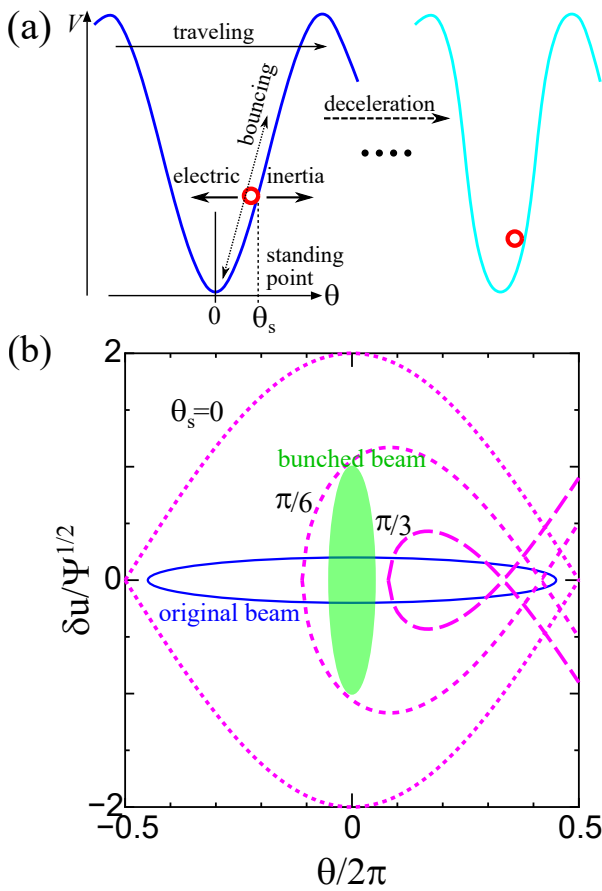 (a)
V
traveling
bouncing
deceleration
electric
inertia
standing
point
0
θs
θ
(b)
2
θs=0
bunched beam
π/6
π/3
δu/Ψ1/2
0
original beam
−2
−0.5
0
0.5
θ/2π